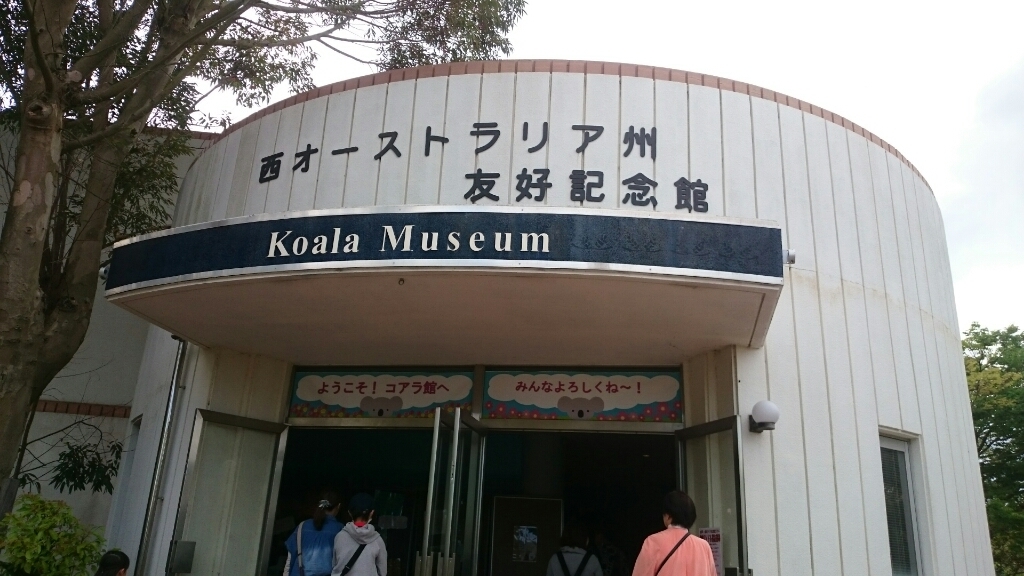 西オーストラリア州
友好記念館
Koala Museum
ようこそ！コアラ館へ
みんなよろしくね～！